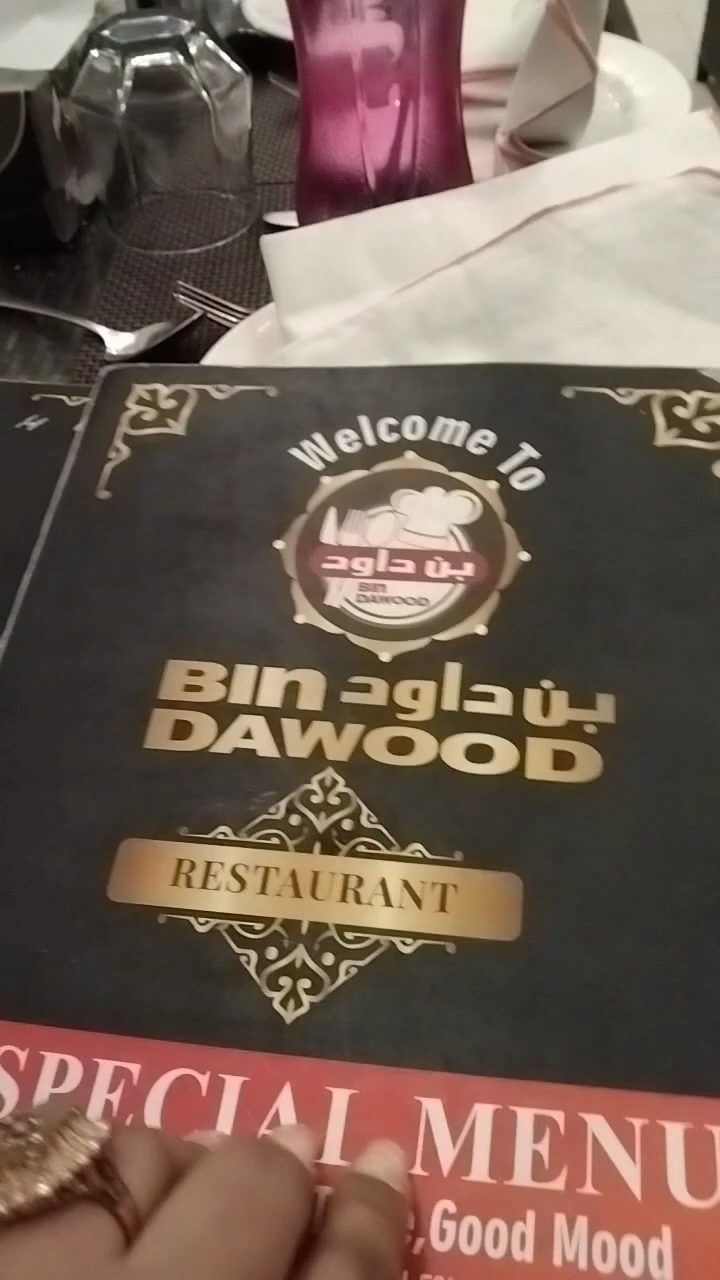 Welcome To
بن داود
BIN
DAWOOD
BIN بن داود
DAWOOD
RESTAURANT
SPECIAL MENU
,Good Mood